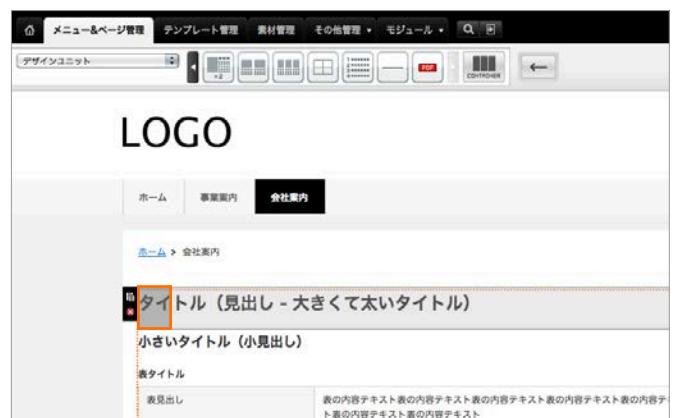 メニュー&ページ管理 テンプレート管理 素材管理 その他管理 モジュール
デザインユニット
×2
PDF
CONTROLLER
LOGO
ホーム 事業案内 会社案内
ホーム > 会社案内
タイトル（見出し - 大きくて太いタイトル）
小さいタイトル（小見出し）
表タイトル
表見出し 表の内容テキスト表の内容テキスト表の内容テキスト表の内容テキスト表の内容テキ
ト表の内容テキスト表の内容テキスト